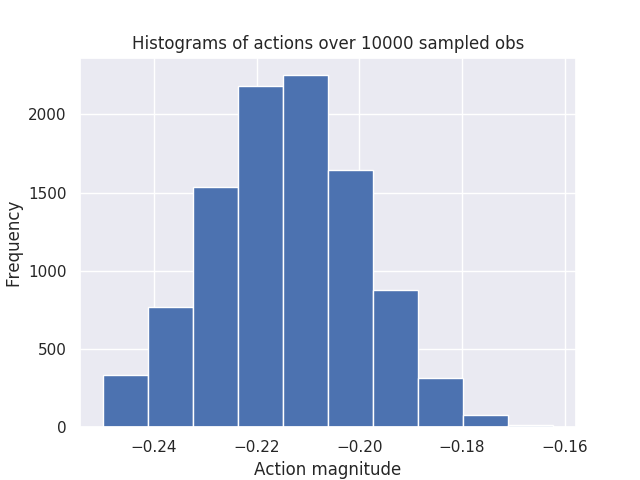 Histograms of actions over 10000 sampled obs
Frequency
2000
1500
1000
500
0
−0.24 −0.22 −0.20 −0.18 −0.16
Action magnitude